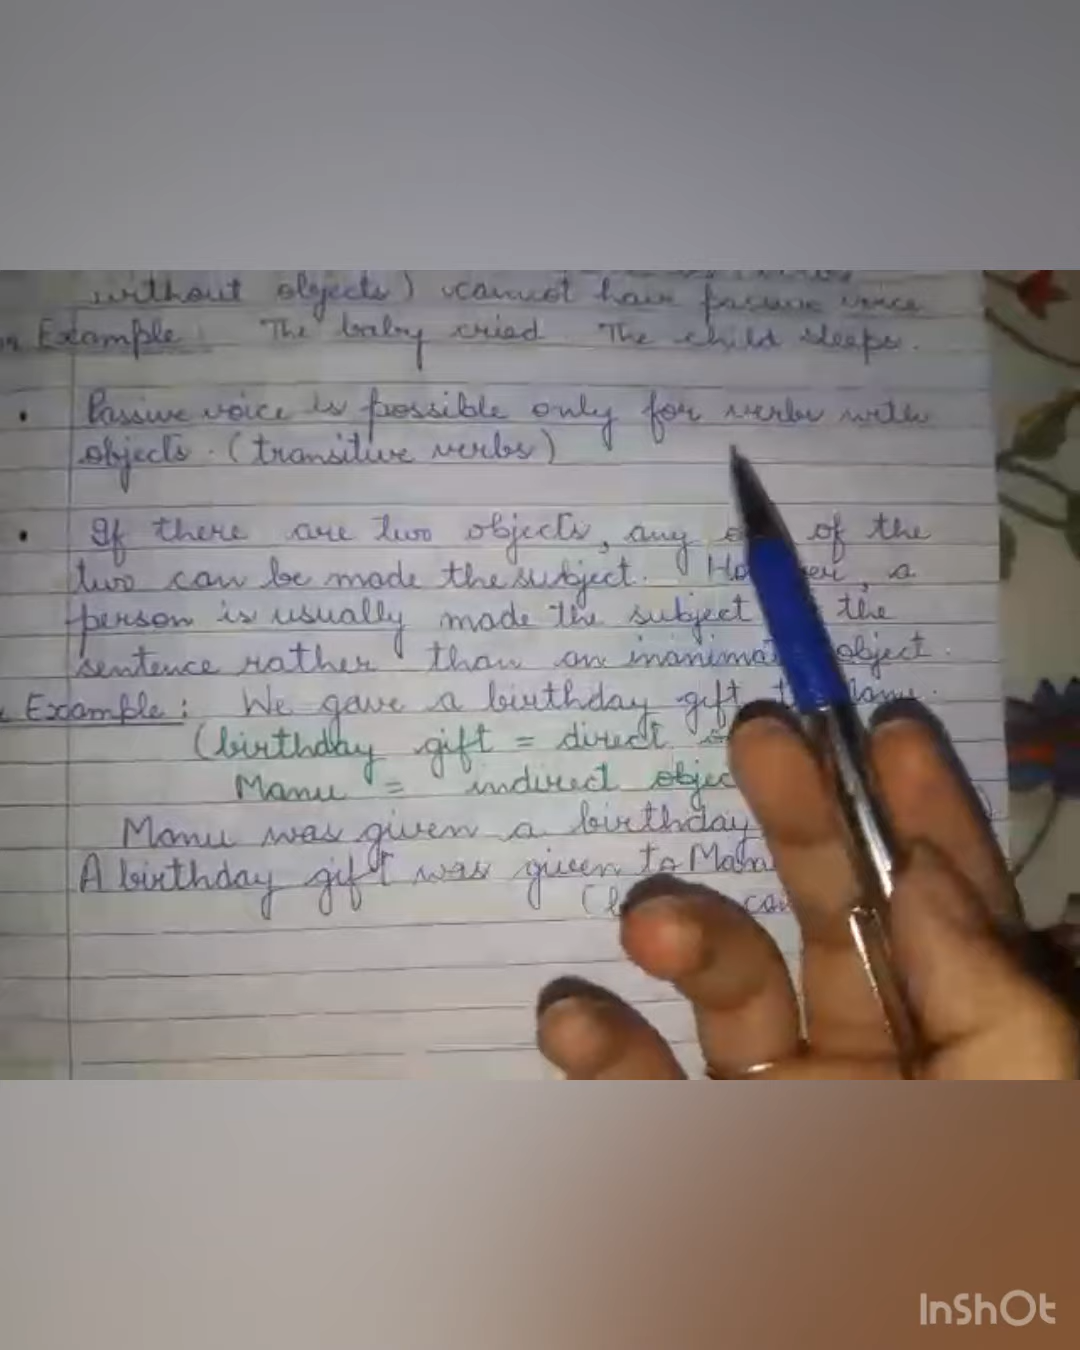 without objects) cannot have passive voice
Example: The baby cried. The child sleeps.
• Passive voice is possible only for verbs with
objects. (transitive verbs)
• If there are two objects, any of the
two can be made the subject. a
person is usually made the subject the
sentence rather than an object.
Example: We gave a birthday gift
(birthday gift = direct
Manu = indirect
Manu was given a birthday
A birthday gift was given to
InShOt